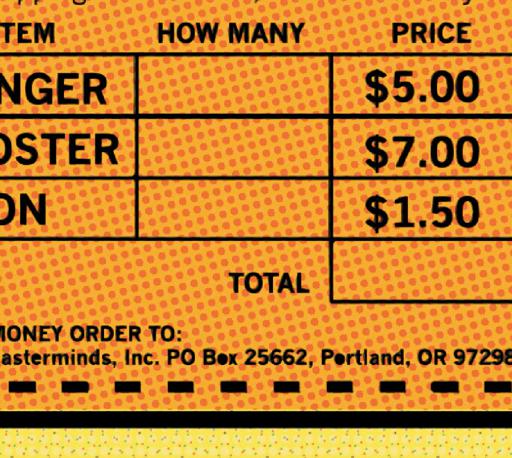 TEM HOW MANY PRICE
NGER $5.00
OSTER $7.00
ON $1.50
TOTAL
MONEY ORDER TO:
asterminds, Inc. PO Box 25662, Portland, OR 97298